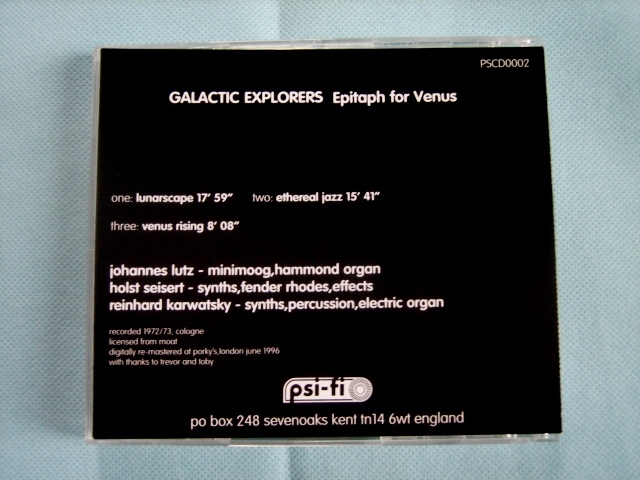 PSCD0002
GALACTIC EXPLORERS Epitaph for Venus
one: lunarscape 17' 59" two: ethereal jazz 15' 41"
three: venus rising 8' 08"
johannes lutz - minimoog,hammond organ
holst seisert - synths,fender rhodes,effects
reinhard karwatsky - synths,percussion,electric organ
recorded 1972/73, cologne
licensed from moat
digitally re-mastered at porky's,london june 1996
with thanks to trevor and toby
psi-fi
po box 248 sevenoaks kent tn14 6wt england